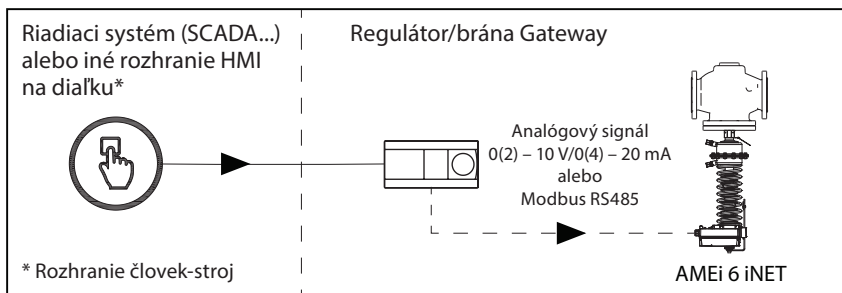 Riadiaci systém (SCADA...)
alebo iné rozhranie HMI
na diaľku*
Regulátor/brána Gateway
Analógový signál
0(2) – 10 V/0(4) – 20 mA
alebo
Modbus RS485
* Rozhranie človek-stroj
AMEi 6 iNET